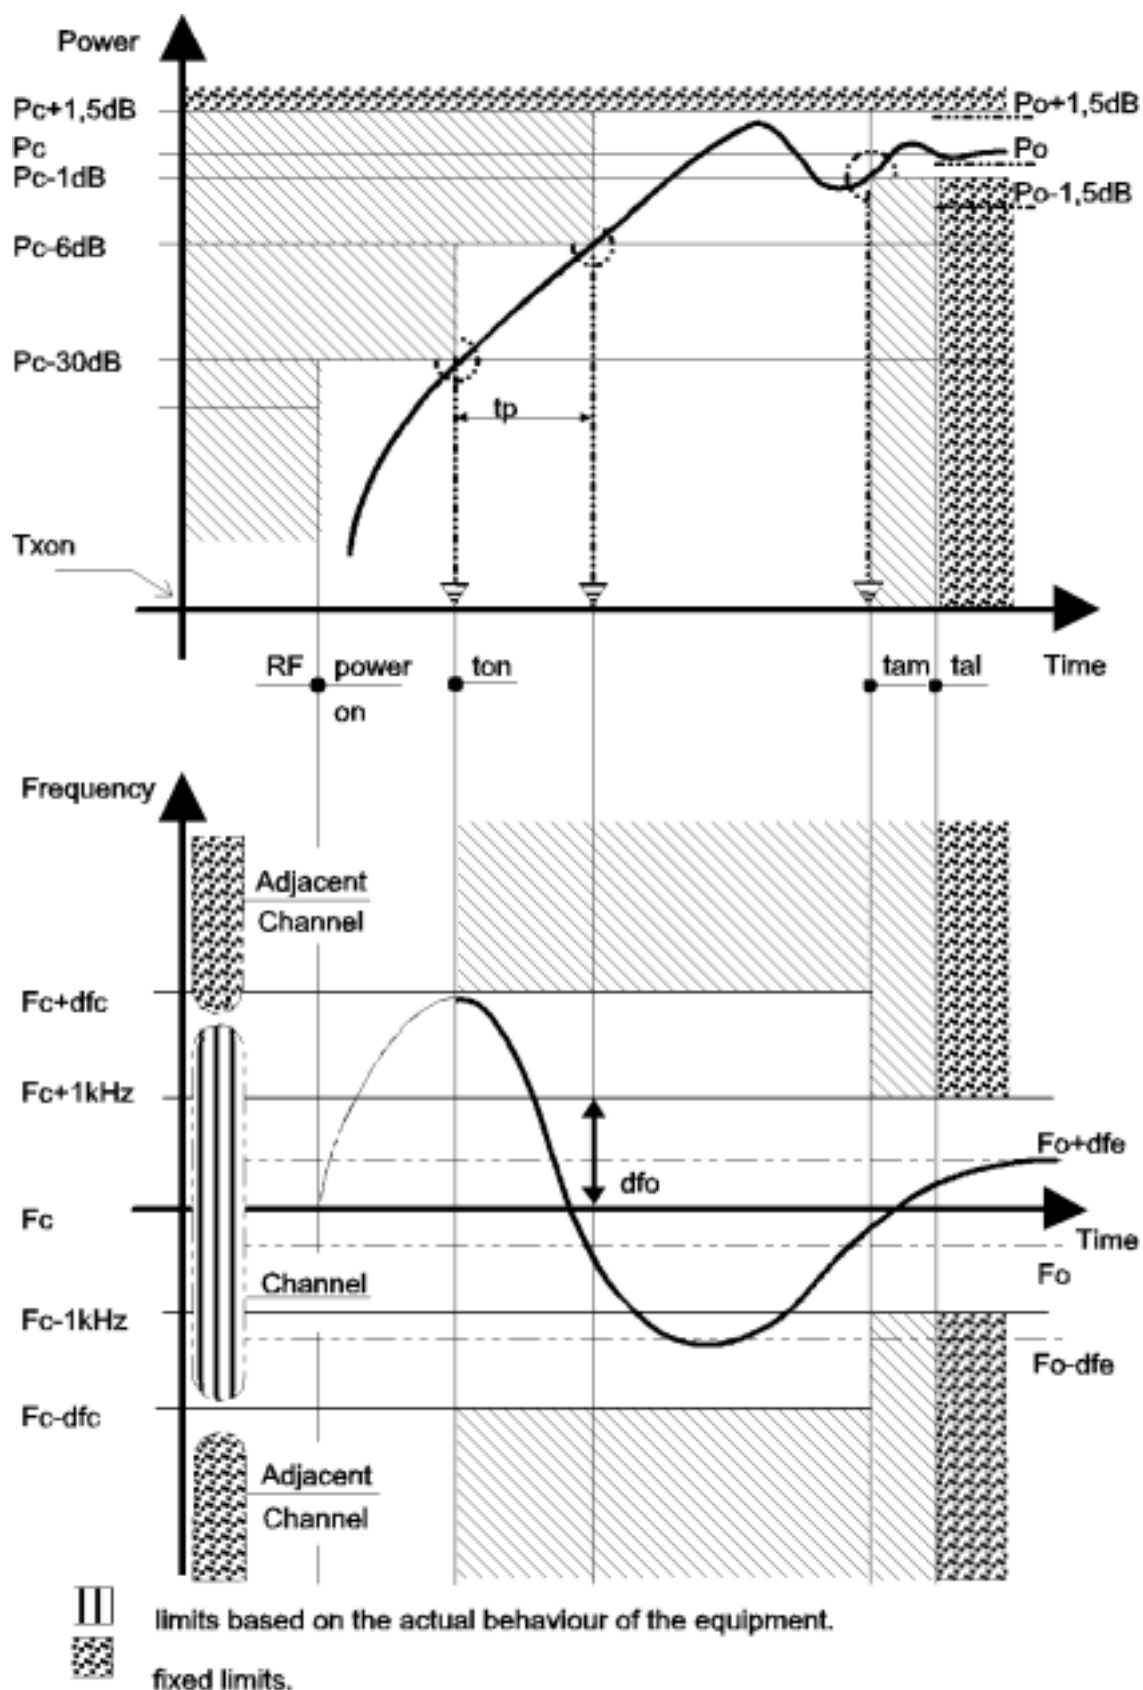 Power
Pc+1,5dB
Po+1,5dB
Pc
Po
Pc-1dB
Po-1,5dB
Pc-6dB
Pc-30dB
tp
Txon
RF power on
ton
tam
tal
Time
Frequency
Adjacent
Channel
Fc+dfc
Fc+1kHz
Fo+dfe
dfo
Fc
Time
Fo
Channel
Fc-1kHz
Fo-dfe
Fc-dfc
Adjacent
Channel
limits based on the actual behaviour of the equipment.
fixed limits.